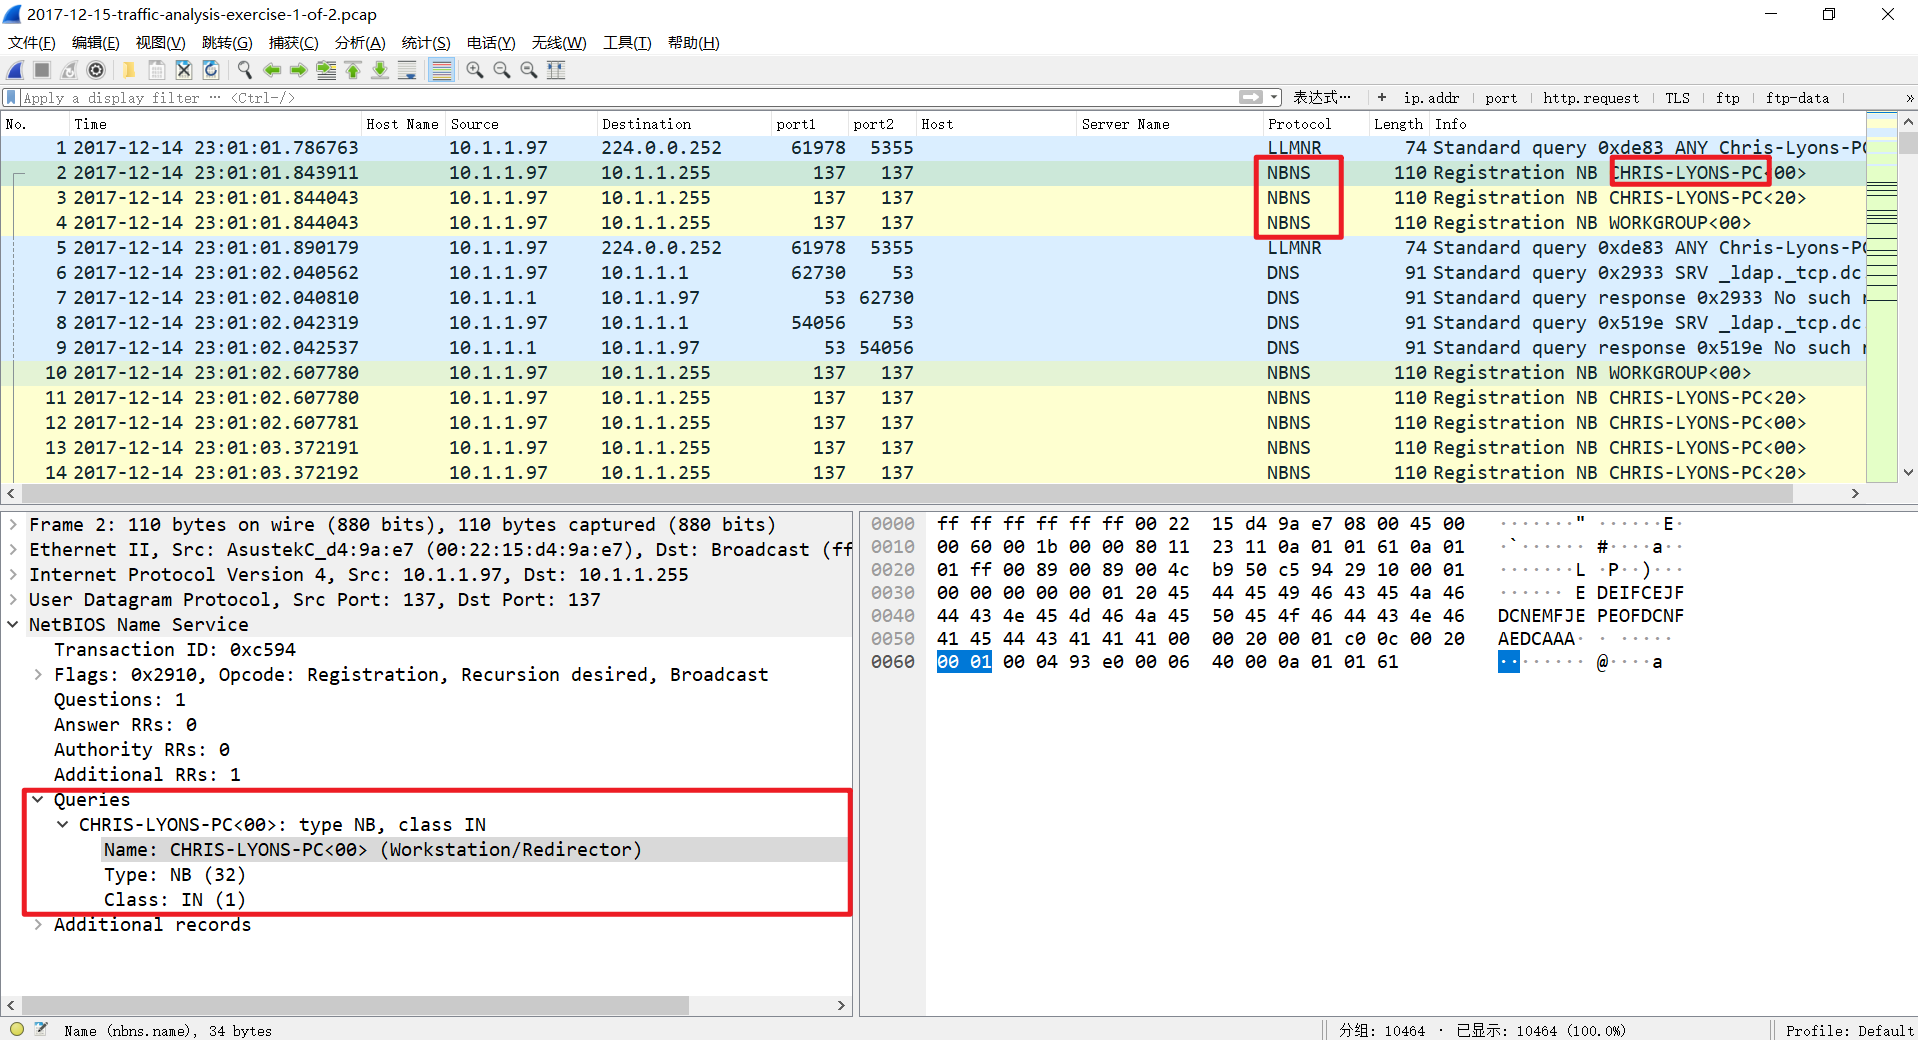 2017-12-15-traffic-analysis-exercise-1-of-2.pcap
文件(F) 编辑(E) 视图(V) 跳转(G) 捕获(C) 分析(A) 统计(S) 电话(Y) 无线(W) 工具(T) 帮助(H)
Apply a display filter ··· <Ctrl-/> 表达式··· + ip.addr | port | http.request | TLS | ftp | ftp-data | »
No. Time Host Name Source Destination port1 port2 Host Server Name Protocol Length Info
1 2017-12-14 23:01:01.786763 10.1.1.97 224.0.0.252 61978 5355 LLMNR 74 Standard query 0xde83 ANY Chris-Lyons-P
2 2017-12-14 23:01:01.843911 10.1.1.97 10.1.1.255 137 137 NBNS 110 Registration NB CHRIS-LYONS-PC<00>
3 2017-12-14 23:01:01.844043 10.1.1.97 10.1.1.255 137 137 NBNS 110 Registration NB CHRIS-LYONS-PC<20>
4 2017-12-14 23:01:01.844043 10.1.1.97 10.1.1.255 137 137 NBNS 110 Registration NB WORKGROUP<00>
5 2017-12-14 23:01:01.890179 10.1.1.97 224.0.0.252 61978 5355 LLMNR 74 Standard query 0xde83 ANY Chris-Lyons-P
6 2017-12-14 23:01:02.040562 10.1.1.97 10.1.1.1 62730 53 DNS 91 Standard query 0x2933 SRV _ldap._tcp.dc
7 2017-12-14 23:01:02.040810 10.1.1.1 10.1.1.97 53 62730 DNS 91 Standard query response 0x2933 No such
8 2017-12-14 23:01:02.042319 10.1.1.97 10.1.1.1 54056 53 DNS 91 Standard query 0x519e SRV _ldap._tcp.dc
9 2017-12-14 23:01:02.042537 10.1.1.1 10.1.1.97 53 54056 DNS 91 Standard query response 0x519e No such
10 2017-12-14 23:01:02.607780 10.1.1.97 10.1.1.255 137 137 NBNS 110 Registration NB WORKGROUP<00>
11 2017-12-14 23:01:02.607780 10.1.1.97 10.1.1.255 137 137 NBNS 110 Registration NB CHRIS-LYONS-PC<20>
12 2017-12-14 23:01:02.607781 10.1.1.97 10.1.1.255 137 137 NBNS 110 Registration NB CHRIS-LYONS-PC<00>
13 2017-12-14 23:01:03.372191 10.1.1.97 10.1.1.255 137 137 NBNS 110 Registration NB CHRIS-LYONS-PC<00>
14 2017-12-14 23:01:03.372192 10.1.1.97 10.1.1.255 137 137 NBNS 110 Registration NB CHRIS-LYONS-PC<20>
Frame 2: 110 bytes on wire (880 bits), 110 bytes captured (880 bits)
Ethernet II, Src: AsustekC_d4:9a:e7 (00:22:15:d4:9a:e7), Dst: Broadcast (ff
Internet Protocol Version 4, Src: 10.1.1.97, Dst: 10.1.1.255
User Datagram Protocol, Src Port: 137, Dst Port: 137
NetBIOS Name Service
Transaction ID: 0xc594
Flags: 0x2910, Opcode: Registration, Recursion desired, Broadcast
Questions: 1
Answer RRs: 0
Authority RRs: 0
Additional RRs: 1
Queries
CHRIS-LYONS-PC<00>: type NB, class IN
Name: CHRIS-LYONS-PC<00> (Workstation/Redirector)
Type: NB (32)
Class: IN (1)
Additional records
0000 ff ff ff ff ff ff 00 22 15 d4 9a e7 08 00 45 00 ·······" ······E·
0010 00 60 00 1b 00 00 80 11 23 11 0a 01 01 61 0a 01 ·`······ #····a··
0020 01 ff 00 89 00 89 00 4c b9 50 c5 94 29 10 00 01 ·······L ·P··)···
0030 00 00 00 00 00 01 20 45 44 45 49 46 43 45 4a 46 ······ E DEIFCEJF
0040 44 43 4e 45 4d 46 4a 45 50 45 4f 46 44 43 4e 46 DCNEMFJE PEOFDCNF
0050 41 45 44 43 41 41 41 00 00 20 00 01 c0 0c 00 20 AEDCAAA· · ·····
0060 00 01 00 04 93 e0 00 06 40 00 0a 01 01 61 ········ @····a
Name (nbns.name), 34 bytes 分组: 10464 · 已显示: 10464 (100.0%) Profile: Default